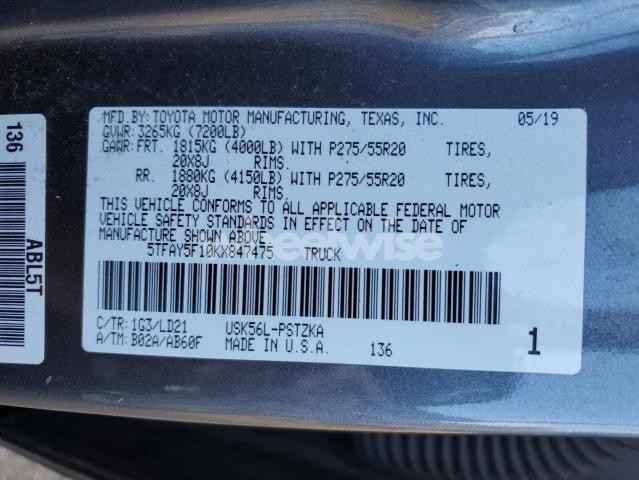 MFD.BY:TOYOTA MOTOR MANUFACTURING, TEXAS, INC. 05/19
GVWR:3265KG (7200LB)
GAWR:FRT. 1815KG (4000LB) WITH P275/55R20 TIRES,
20X8J RIMS.
RR. 1880KG (4150LB) WITH P275/55R20 TIRES,
20X8J RIMS.
THIS VEHICLE CONFORMS TO ALL APPLICABLE FEDERAL MOTOR
VEHICLE SAFETY STANDARDS IN EFFECT ON THE DATE OF
MANUFACTURE SHOWN ABOVE.
5TFAY5F10KX847475 TRUCK
C/TR:1G3/LD21 USK56L-PSTZKA
A/TM:B02A/AB60F MADE IN U.S.A. 136 1
136
ABL5T